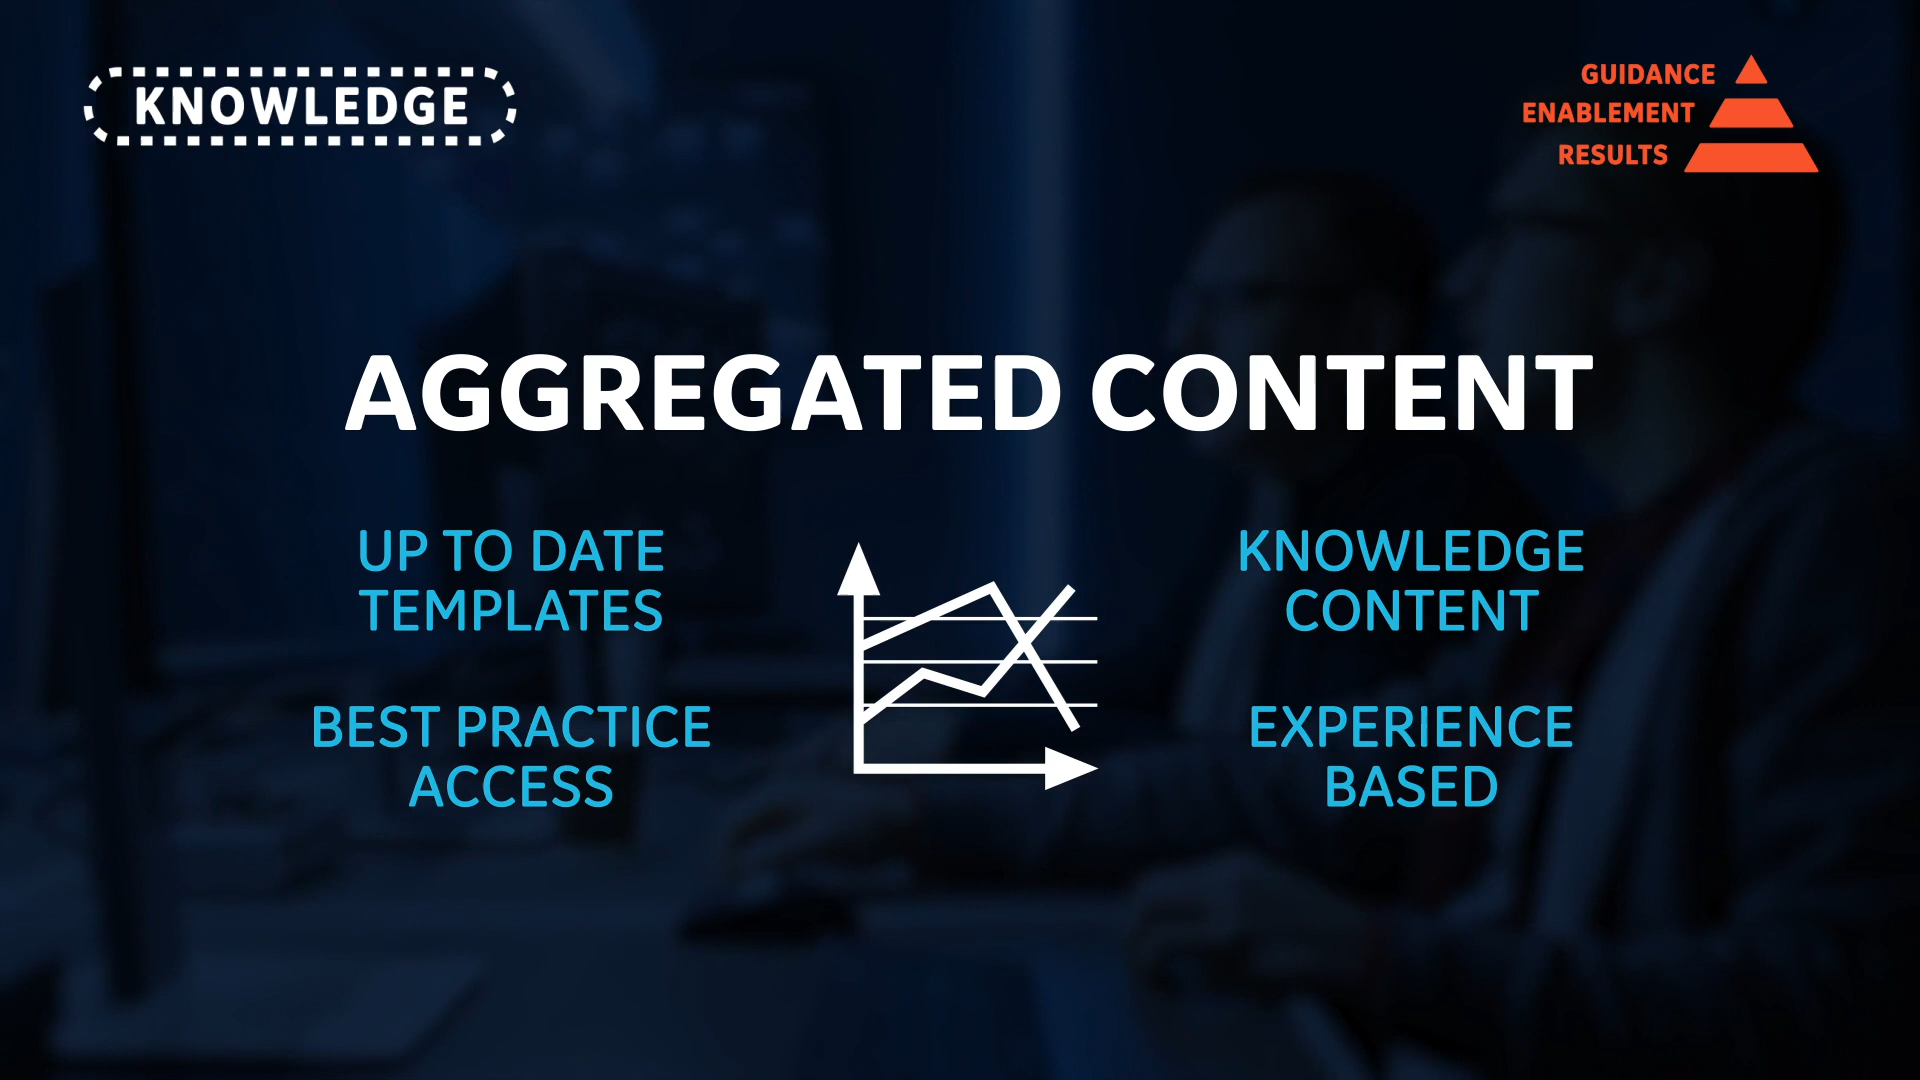 KNOWLEDGE
GUIDANCE
ENABLEMENT
RESULTS
AGGREGATED CONTENT
UP TO DATE
TEMPLATES
KNOWLEDGE
CONTENT
BEST PRACTICE
ACCESS
EXPERIENCE
BASED